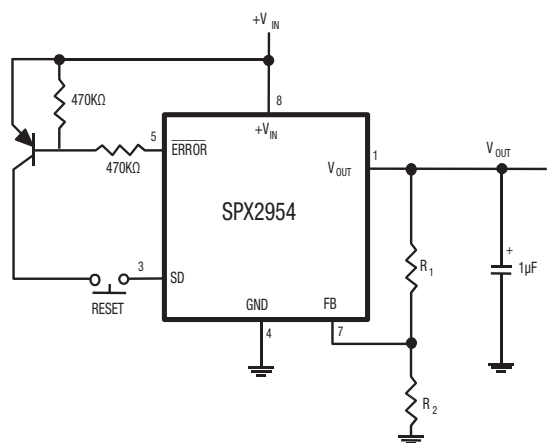 +V IN
470KΩ
8
+V IN
5
ERROR
470KΩ
1
V OUT
V OUT
SPX2954
R 1
+
1µF
3
SD
RESET
GND
FB
4
7
R 2